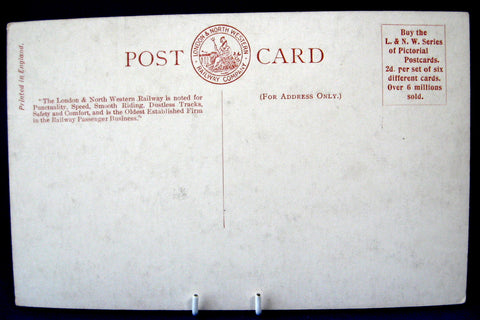 Printed in England.
POST CARD
LONDON & NORTH WESTERN
RAILWAY COMPANY
"The London & North Western Railway is noted for
Punctuality, Speed, Smooth Riding, Dustless Tracks,
Safety and Comfort, and is the Oldest Established Firm
in the Railway Passenger Business."
(FOR ADDRESS ONLY.)
Buy the
L. & N. W. Series
of Pictorial
Postcards.
2d. per set of six
different cards.
Over 6 millions
sold.